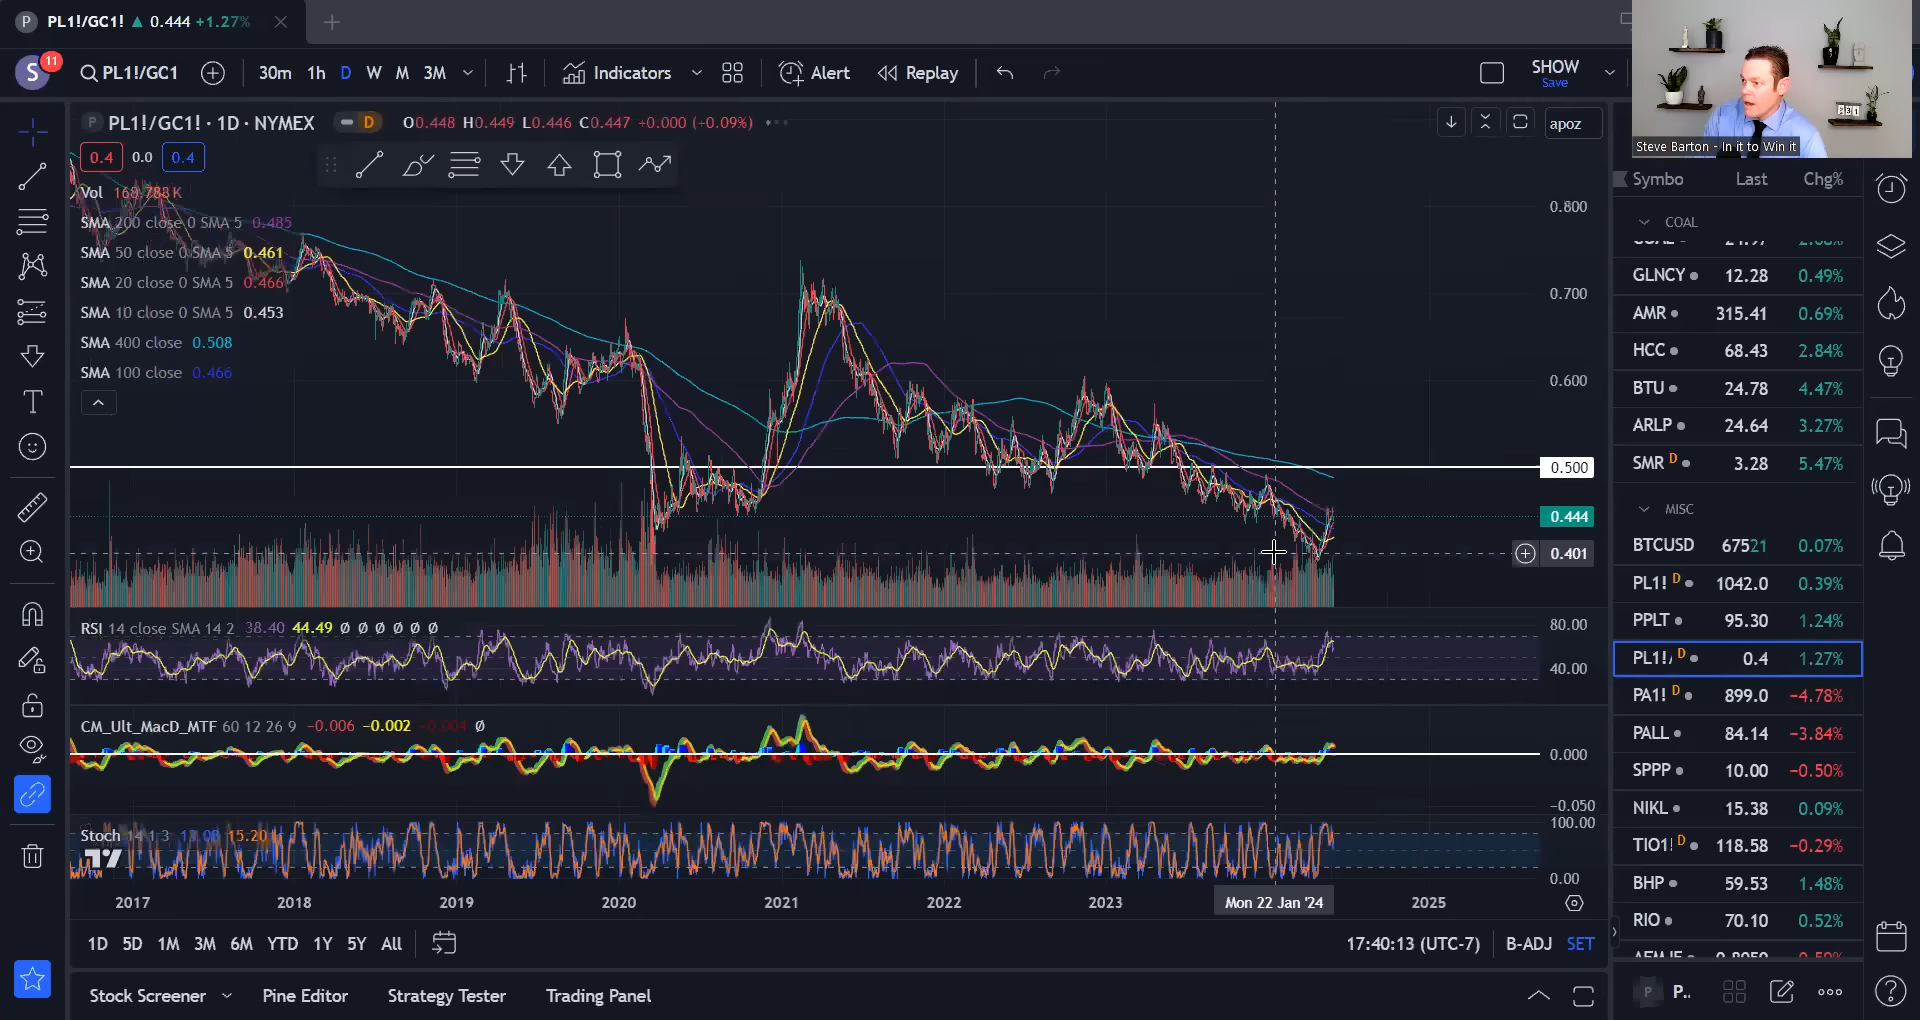 P PL1!/GC1! ▲ 0.444 +1.27%
S 11 PL1!/GC1 30m 1h D W M 3M Indicators Alert Replay SHOW
Save
P PL1!/GC1! · 1D · NYMEX D O0.448 H0.449 L0.446 C0.447 +0.000 (+0.09%) apoz
0.4 0.0 0.4
Vol 168.788K
SMA 200 close 0 SMA 5 0.485
SMA 50 close 0 SMA 5 0.461
SMA 20 close 0 SMA 5 0.466
SMA 10 close 0 SMA 5 0.453
SMA 400 close 0.508
SMA 100 close 0.466
0.800
0.700
0.600
0.500
0.444
0.401
RSI 14 close SMA 14 2 38.40 44.49 Ø Ø Ø Ø Ø Ø
80.00
40.00
CM_Ult_MacD_MTF 60 12 26 9 −0.006 −0.002 −0.004 Ø
0.000
−0.050
Stoch 14 1 3 15.20
100.00
0.00
2017 2018 2019 2020 2021 2022 2023 Mon 22 Jan '24 2025
1D 5D 1M 3M 6M YTD 1Y 5Y All 17:40:13 (UTC-7) B-ADJ SET
Stock Screener Pine Editor Strategy Tester Trading Panel
Steve Barton - In it to Win it
Symbo Last Chg%
COAL
GLNCY 12.28 0.49%
AMR 315.41 0.69%
HCC 68.43 2.84%
BTU 24.78 4.47%
ARLP 24.64 3.27%
SMR D 3.28 5.47%
MISC
BTCUSD 67521 0.07%
PL1! D 1042.0 0.39%
PPLT 95.30 1.24%
PL1!/ D 0.4 1.27%
PA1! D 899.0 −4.78%
PALL 84.14 −3.84%
SPPP 10.00 −0.50%
NIKL 15.38 0.09%
TIO1! D 118.58 −0.29%
BHP 59.53 1.48%
RIO 70.10 0.52%
P P..